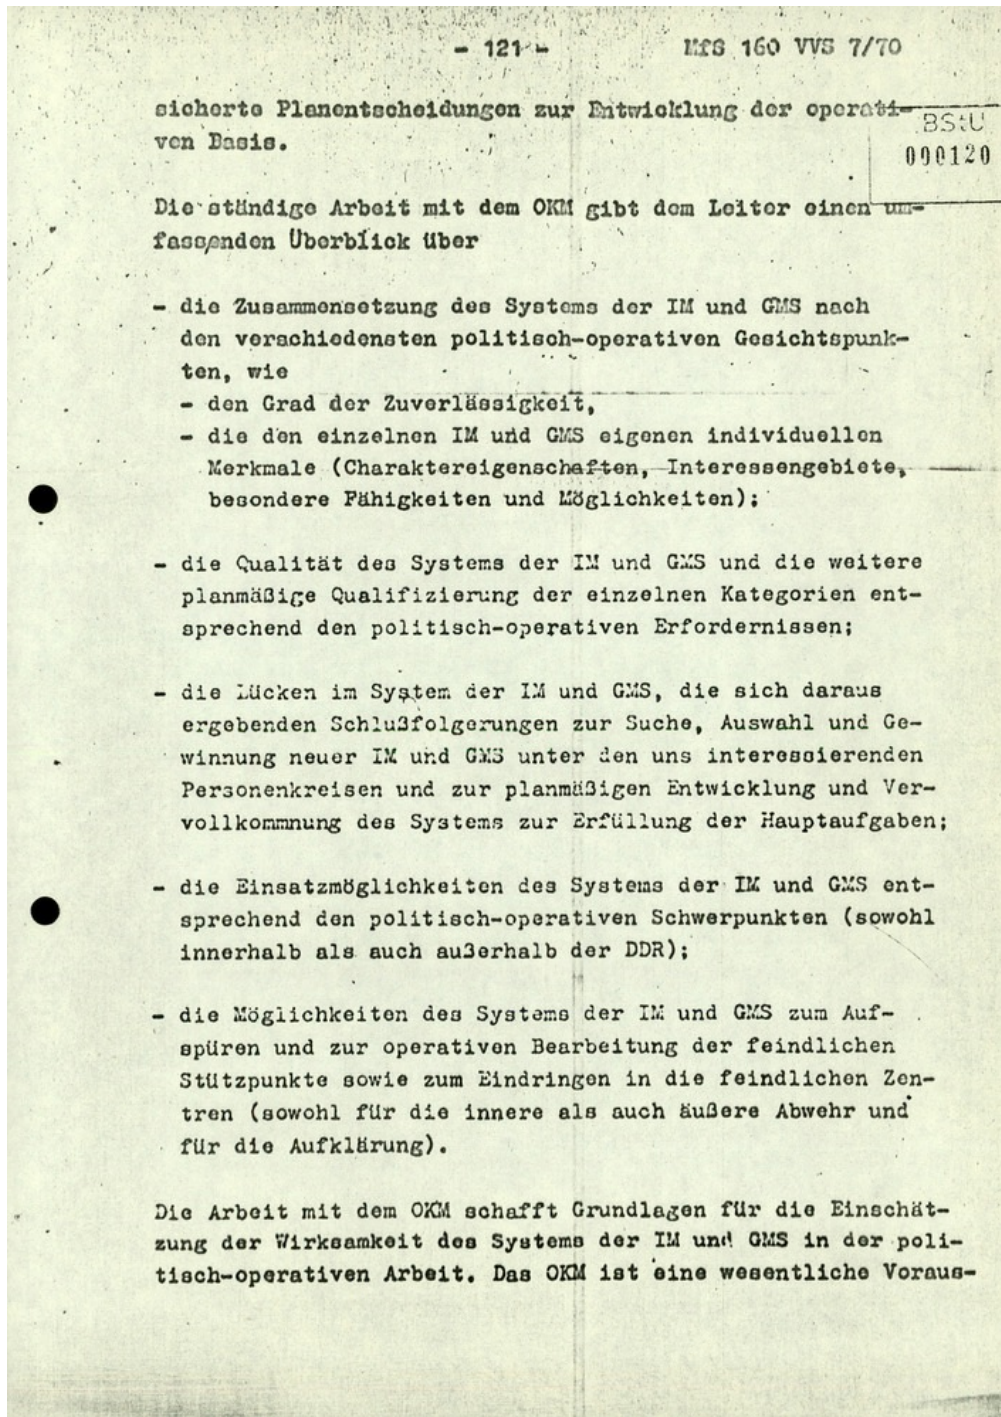 - 121 -
MfS 160 VVS 7/70
sicherte Planentscheidungen zur Entwicklung der operati-
ven Basis.
BStU
000120
Die ständige Arbeit mit dem OKM gibt dem Leiter einen um-
fassenden Überblick über
- die Zusammensetzung des Systems der IM und GMS nach
den verschiedensten politisch-operativen Gesichtspunk-
ten, wie
- den Grad der Zuverlässigkeit,
- die den einzelnen IM und GMS eigenen individuellen
Merkmale (Charaktereigenschaften, Interessengebiete,
besondere Fähigkeiten und Möglichkeiten);
- die Qualität des Systems der IM und GMS und die weitere
planmäßige Qualifizierung der einzelnen Kategorien ent-
sprechend den politisch-operativen Erfordernissen;
- die Lücken im System der IM und GMS, die sich daraus
ergebenden Schlußfolgerungen zur Suche, Auswahl und Ge-
winnung neuer IM und GMS unter den uns interessierenden
Personenkreisen und zur planmäßigen Entwicklung und Ver-
vollkommnung des Systems zur Erfüllung der Hauptaufgaben;
- die Einsatzmöglichkeiten des Systems der IM und GMS ent-
sprechend den politisch-operativen Schwerpunkten (sowohl
innerhalb als auch außerhalb der DDR);
- die Möglichkeiten des Systems der IM und GMS zum Auf-
spüren und zur operativen Bearbeitung der feindlichen
Stützpunkte sowie zum Eindringen in die feindlichen Zen-
tren (sowohl für die innere als auch äußere Abwehr und
für die Aufklärung).
Die Arbeit mit dem OKM schafft Grundlagen für die Einschät-
zung der Wirksamkeit des Systems der IM und GMS in der poli-
tisch-operativen Arbeit. Das OKM ist eine wesentliche Voraus-